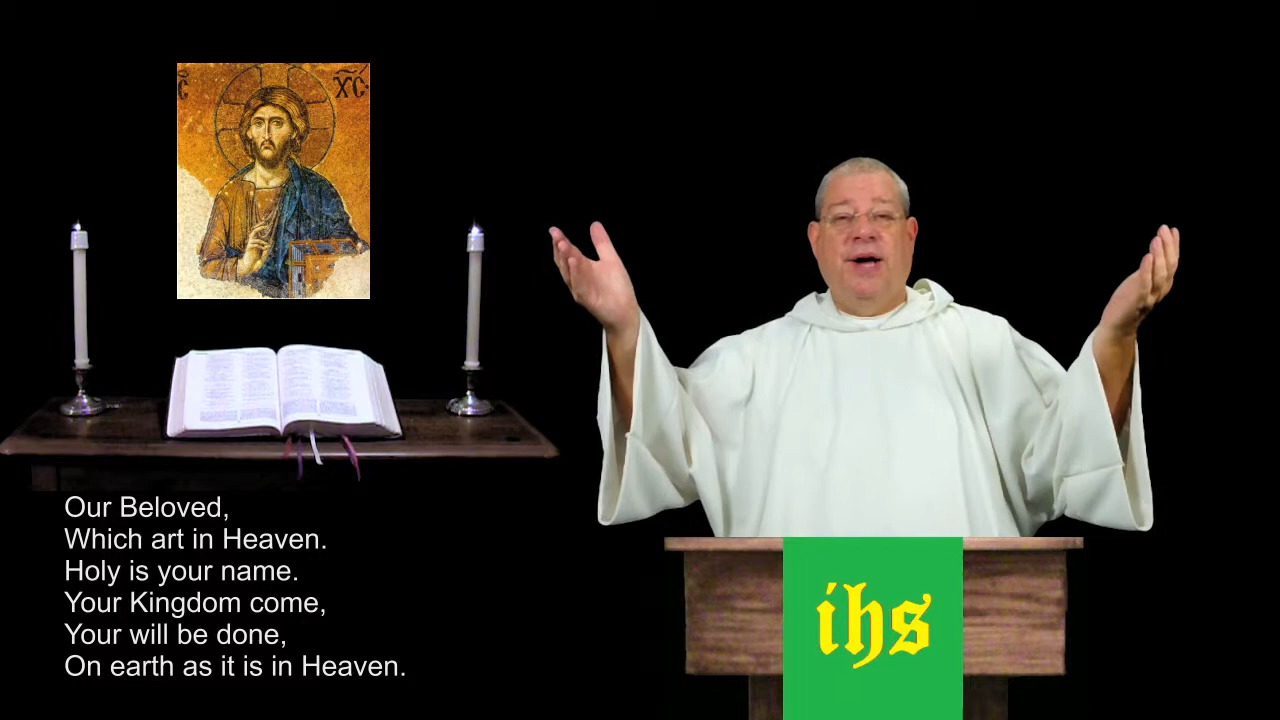 C
XC
Our Beloved,
Which art in Heaven.
Holy is your name.
Your Kingdom come,
Your will be done,
On earth as it is in Heaven.
ihs